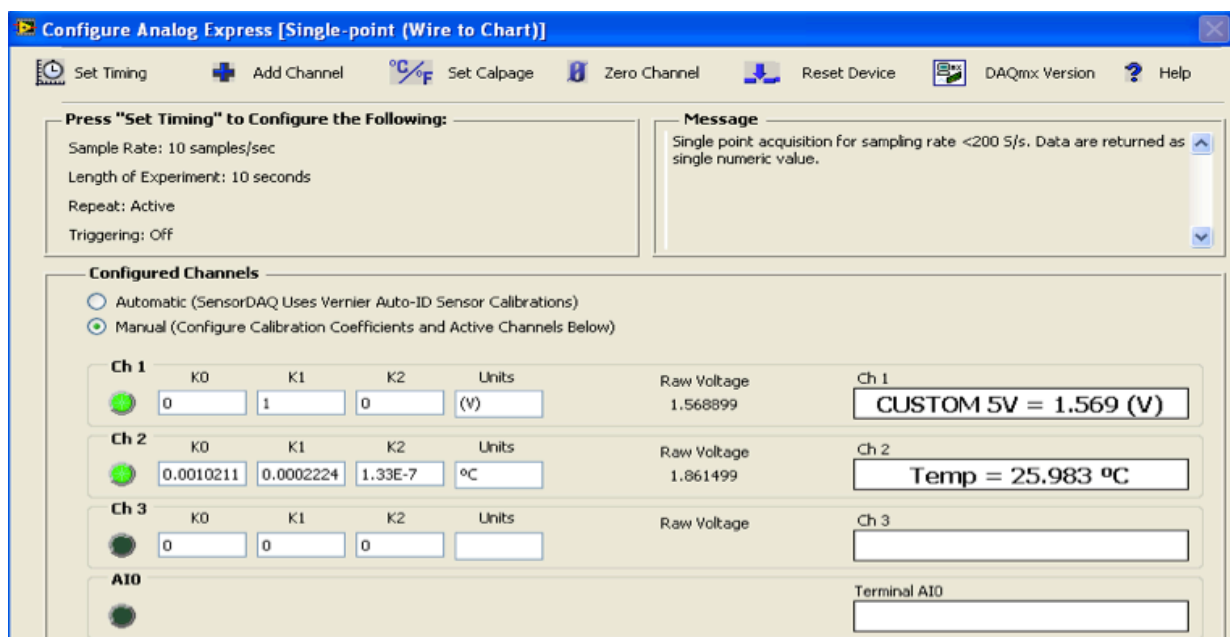 Configure Analog Express [Single-point (Wire to Chart)]
Set Timing Add Channel °C/°F Set Calpage Zero Channel Reset Device DAQmx Version Help
Press "Set Timing" to Configure the Following:
Sample Rate: 10 samples/sec
Length of Experiment: 10 seconds
Repeat: Active
Triggering: Off
Message
Single point acquisition for sampling rate <200 S/s. Data are returned as
single numeric value.
Configured Channels
Automatic (SensorDAQ Uses Vernier Auto-ID Sensor Calibrations)
Manual (Configure Calibration Coefficients and Active Channels Below)
Ch 1
K0 K1 K2 Units Raw Voltage Ch 1
0 1 0 (V) 1.568899 CUSTOM 5V = 1.569 (V)
Ch 2
K0 K1 K2 Units Raw Voltage Ch 2
0.0010211 0.0002224 1.33E-7 ºC 1.861499 Temp = 25.983 ºC
Ch 3
K0 K1 K2 Units Raw Voltage Ch 3
0 0 0
AI0
Terminal AI0